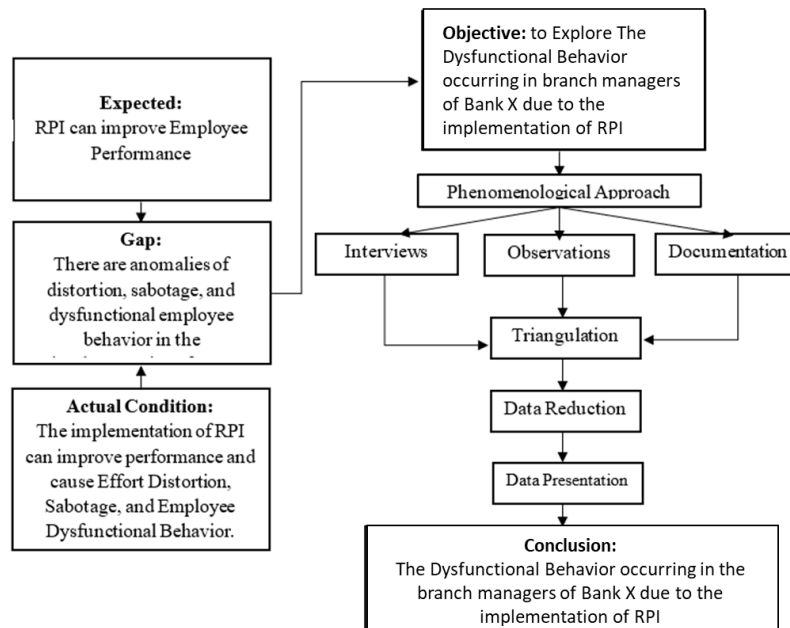 Expected:
RPI can improve Employee
Performance
Gap:
There are anomalies of
distortion, sabotage, and
dysfunctional employee
behavior in the
Actual Condition:
The implementation of RPI
can improve performance and
cause Effort Distortion,
Sabotage, and Employee
Dysfunctional Behavior.
Objective: to Explore The
Dysfunctional Behavior
occurring in branch managers
of Bank X due to the
implementation of RPI
Phenomenological Approach
Interviews
Observations
Documentation
Triangulation
Data Reduction
Data Presentation
Conclusion:
The Dysfunctional Behavior occurring in the
branch managers of Bank X due to the
implementation of RPI